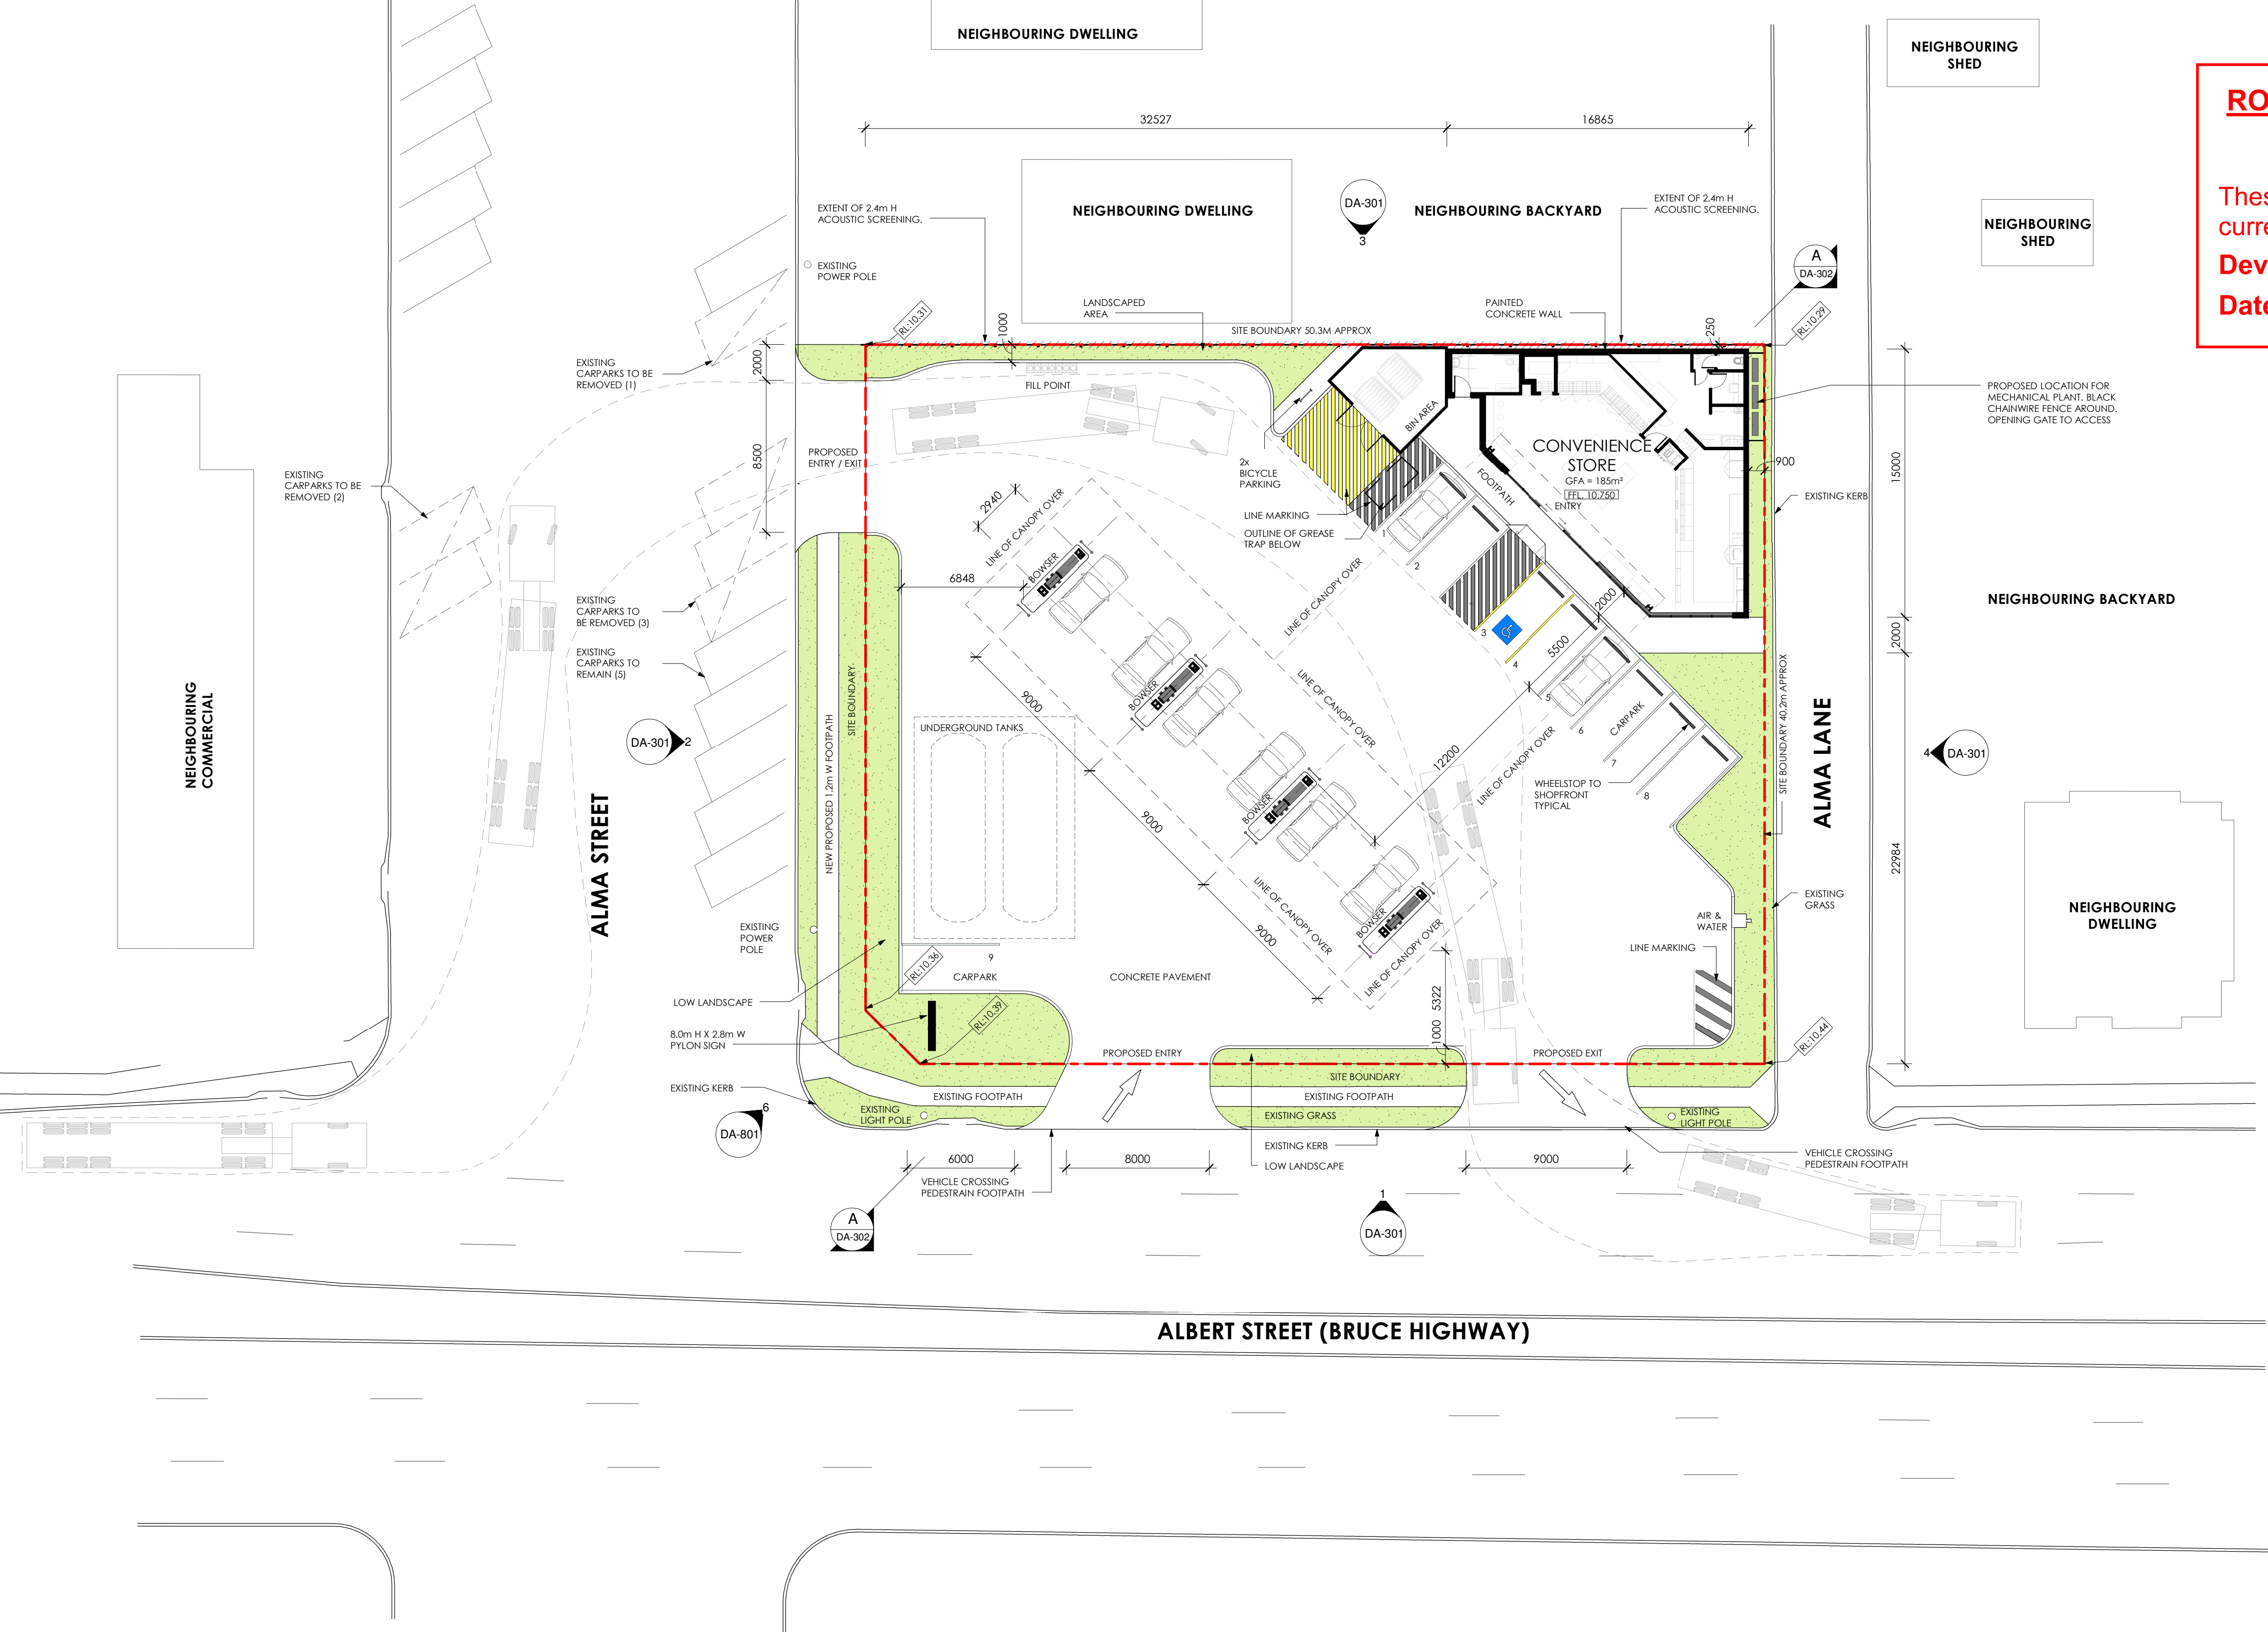 NEIGHBOURING DWELLING
NEIGHBOURING
SHED
RO
32527
16865
Thes
curre
Dev
Date
NEIGHBOURING DWELLING
DA-301
3
NEIGHBOURING BACKYARD
EXTENT OF 2.4m H
ACOUSTIC SCREENING.
EXTENT OF 2.4m H
ACOUSTIC SCREENING.
NEIGHBOURING
SHED
EXISTING
POWER POLE
A
DA-302
LANDSCAPED
AREA
PAINTED
CONCRETE WALL
RL:10.31
1000
SITE BOUNDARY 50.3M APPROX
250
RL:10.29
EXISTING
CARPARKS TO BE
REMOVED (1)
2000
FILL POINT
PROPOSED LOCATION FOR
MECHANICAL PLANT. BLACK
CHAINWIRE FENCE AROUND.
OPENING GATE TO ACCESS
BIN AREA
CONVENIENCE
STORE
GFA = 185m²
FFL. 10.750
ENTRY
FOOTPATH
8500
PROPOSED
ENTRY / EXIT
2x
BICYCLE
PARKING
900
15000
EXISTING KERB
EXISTING
CARPARKS TO BE
REMOVED (2)
2940
LINE OF CANOPY OVER
LINE MARKING
OUTLINE OF GREASE
TRAP BELOW
1
2
BOWSER
6848
LINE OF CANOPY OVER
EXISTING
CARPARKS TO
BE REMOVED (3)
EXISTING
CARPARKS TO
REMAIN (5)
2000
5500
3
4
5
6
7
8
CARPARK
NEIGHBOURING BACKYARD
2000
NEIGHBOURING
COMMERCIAL
ALMA STREET
DA-301
2
NEW PROPOSED 1.2m W FOOTPATH
SITE BOUNDARY
UNDERGROUND TANKS
9000
BOWSER
LINE OF CANOPY OVER
12200
LINE OF CANOPY OVER
WHEELSTOP TO
SHOPFRONT
TYPICAL
SITE BOUNDARY 40.2m APPROX
ALMA LANE
4
DA-301
9000
BOWSER
22984
LINE OF CANOPY OVER
9000
BOWSER
LINE OF CANOPY OVER
EXISTING
GRASS
NEIGHBOURING
DWELLING
AIR &
WATER
LINE MARKING
EXISTING
POWER
POLE
9
RL:10.36
CARPARK
CONCRETE PAVEMENT
LOW LANDSCAPE
RL:10.39
5322
1000
8.0m H X 2.8m W
PYLON SIGN
RL:10.44
PROPOSED ENTRY
PROPOSED EXIT
SITE BOUNDARY
EXISTING KERB
EXISTING FOOTPATH
EXISTING FOOTPATH
6
DA-801
EXISTING
LIGHT POLE
EXISTING GRASS
EXISTING
LIGHT POLE
EXISTING KERB
LOW LANDSCAPE
6000
8000
9000
VEHICLE CROSSING
PEDESTRAIN FOOTPATH
VEHICLE CROSSING
PEDESTRAIN FOOTPATH
A
DA-302
1
DA-301
ALBERT STREET (BRUCE HIGHWAY)